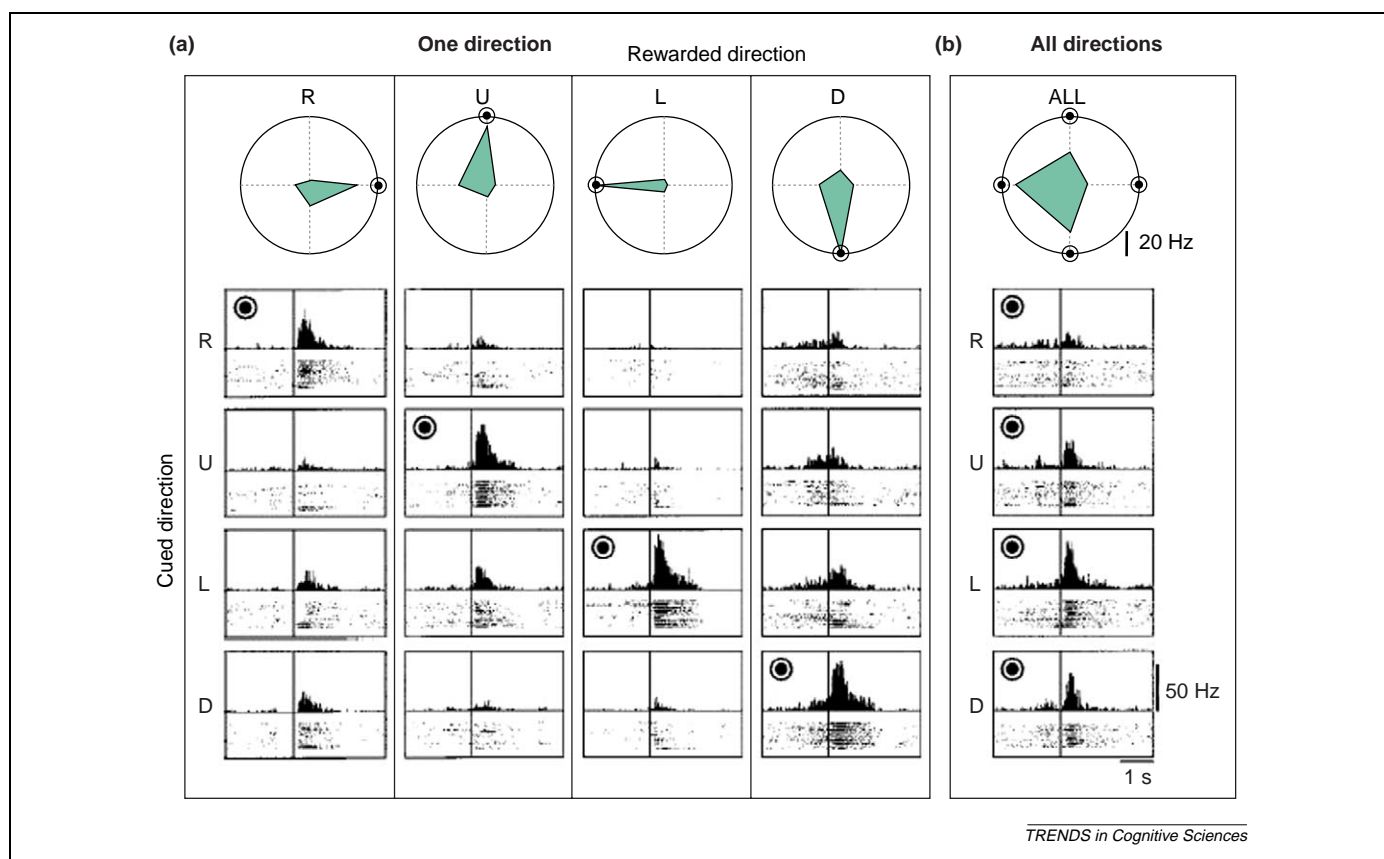 (a) One direction (b) All directions
Rewarded direction
R U L D ALL
20 Hz
Cued direction
R R
U U
L L
D D
50 Hz
1 s
TRENDS in Cognitive Sciences